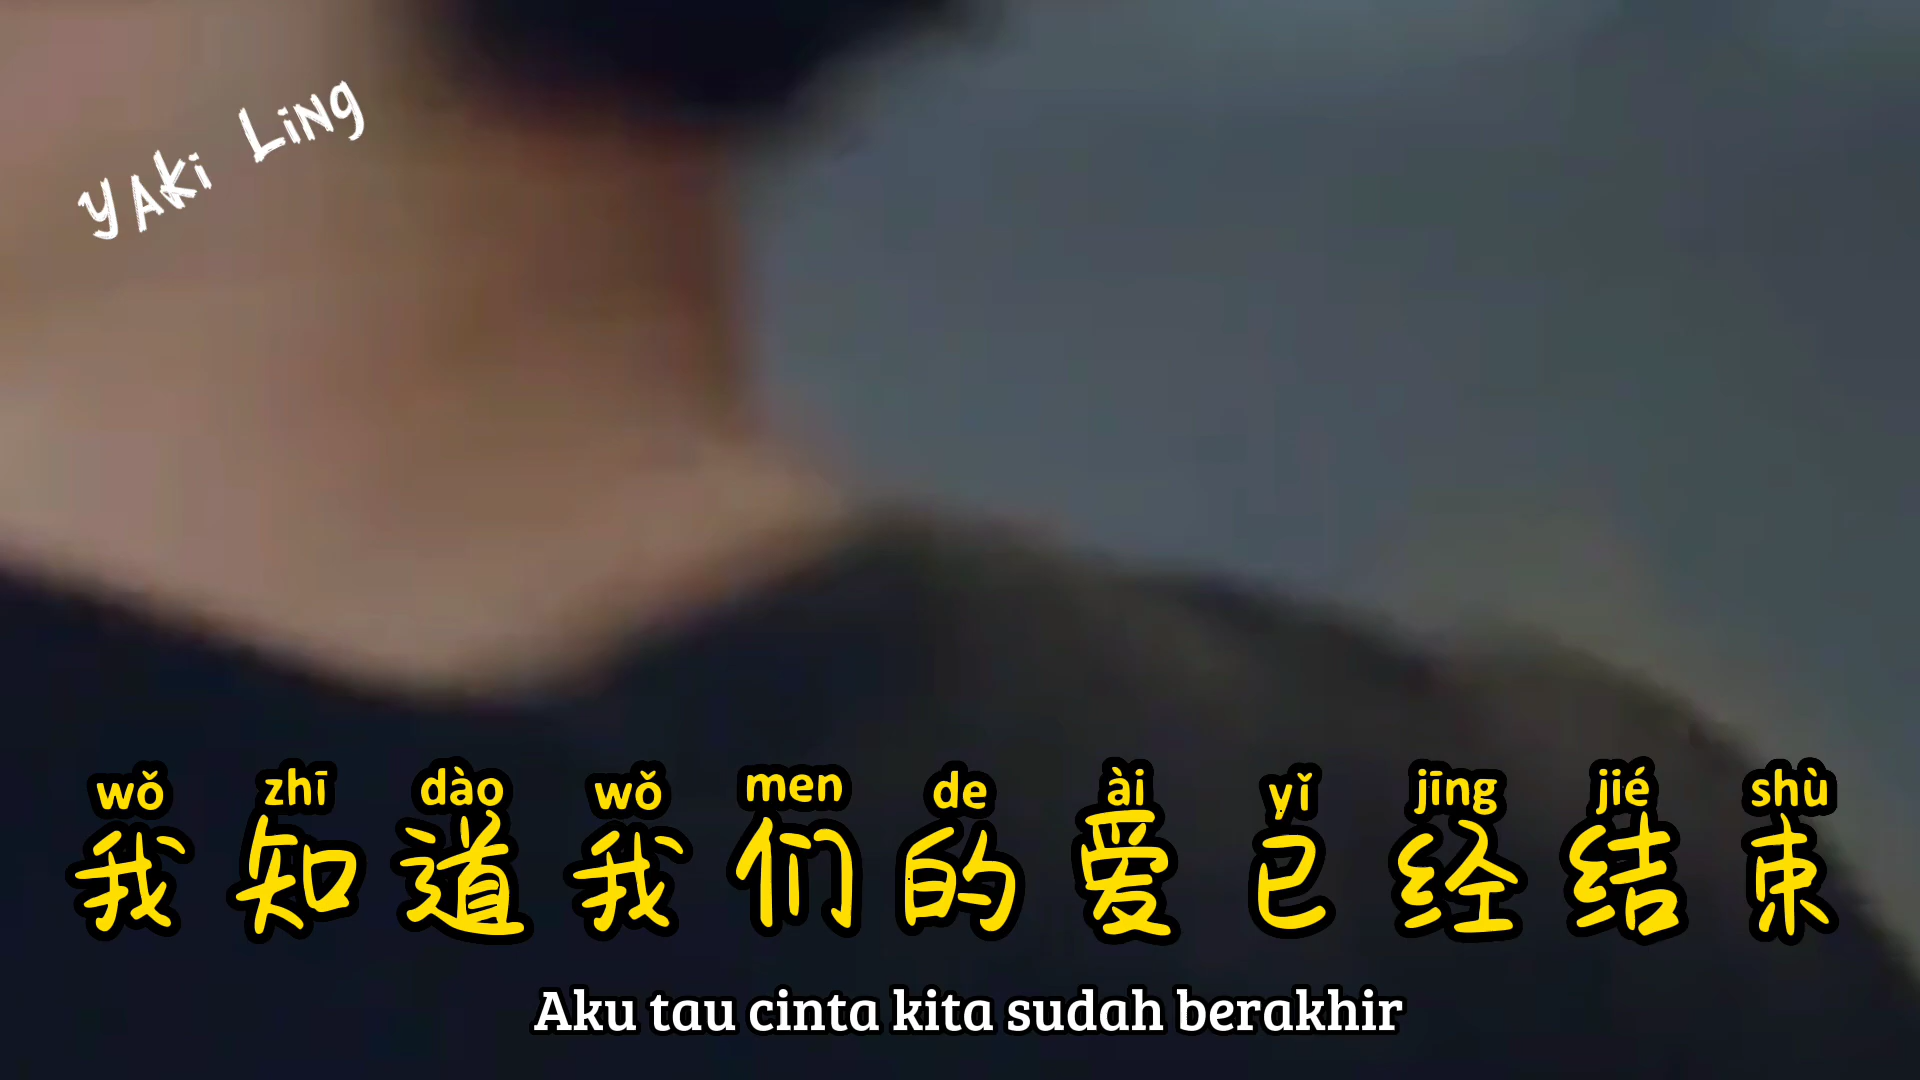 YAKi LiNg
wǒ zhī dào wǒ men de ài yǐ jīng jié shù
我知道我们的爱已经结束
Aku tau cinta kita sudah berakhir